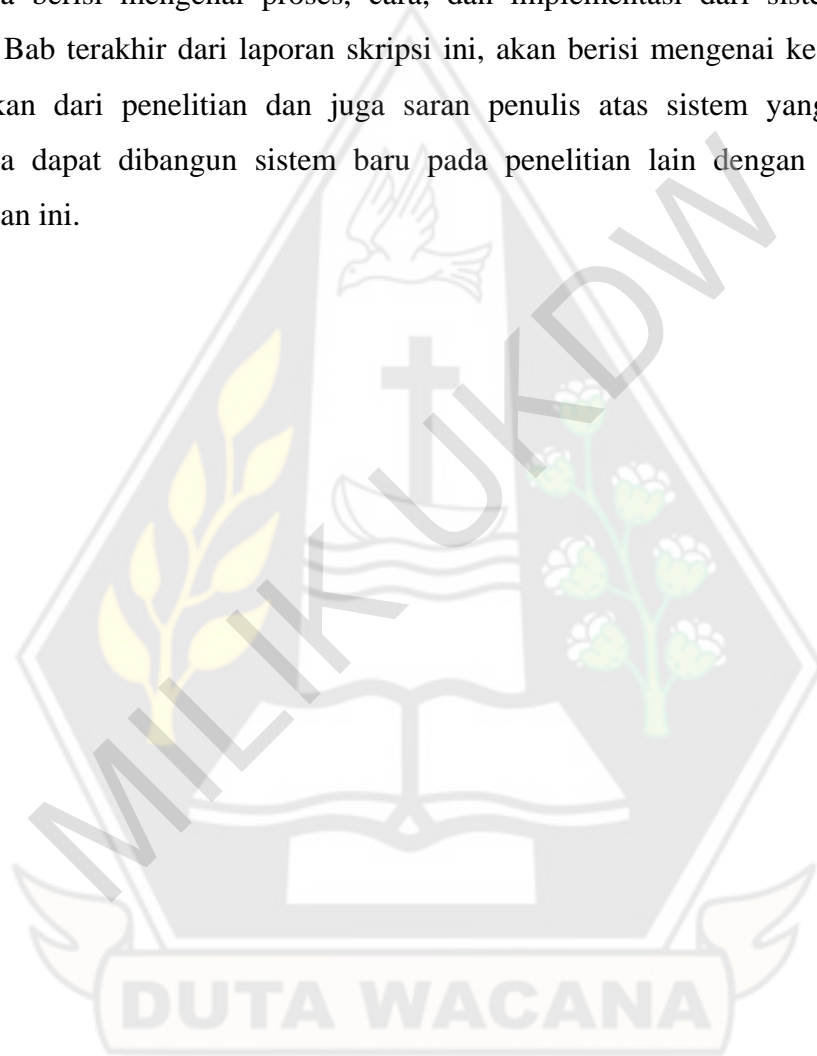 a berisi mengenai proses, cara, dan implementasi dari siste
Bab terakhir dari laporan skripsi ini, akan berisi mengenai ke
kan dari penelitian dan juga saran penulis atas sistem yang
a dapat dibangun sistem baru pada penelitian lain dengan
an ini.
MILIK UKDW
DUTA WACANA